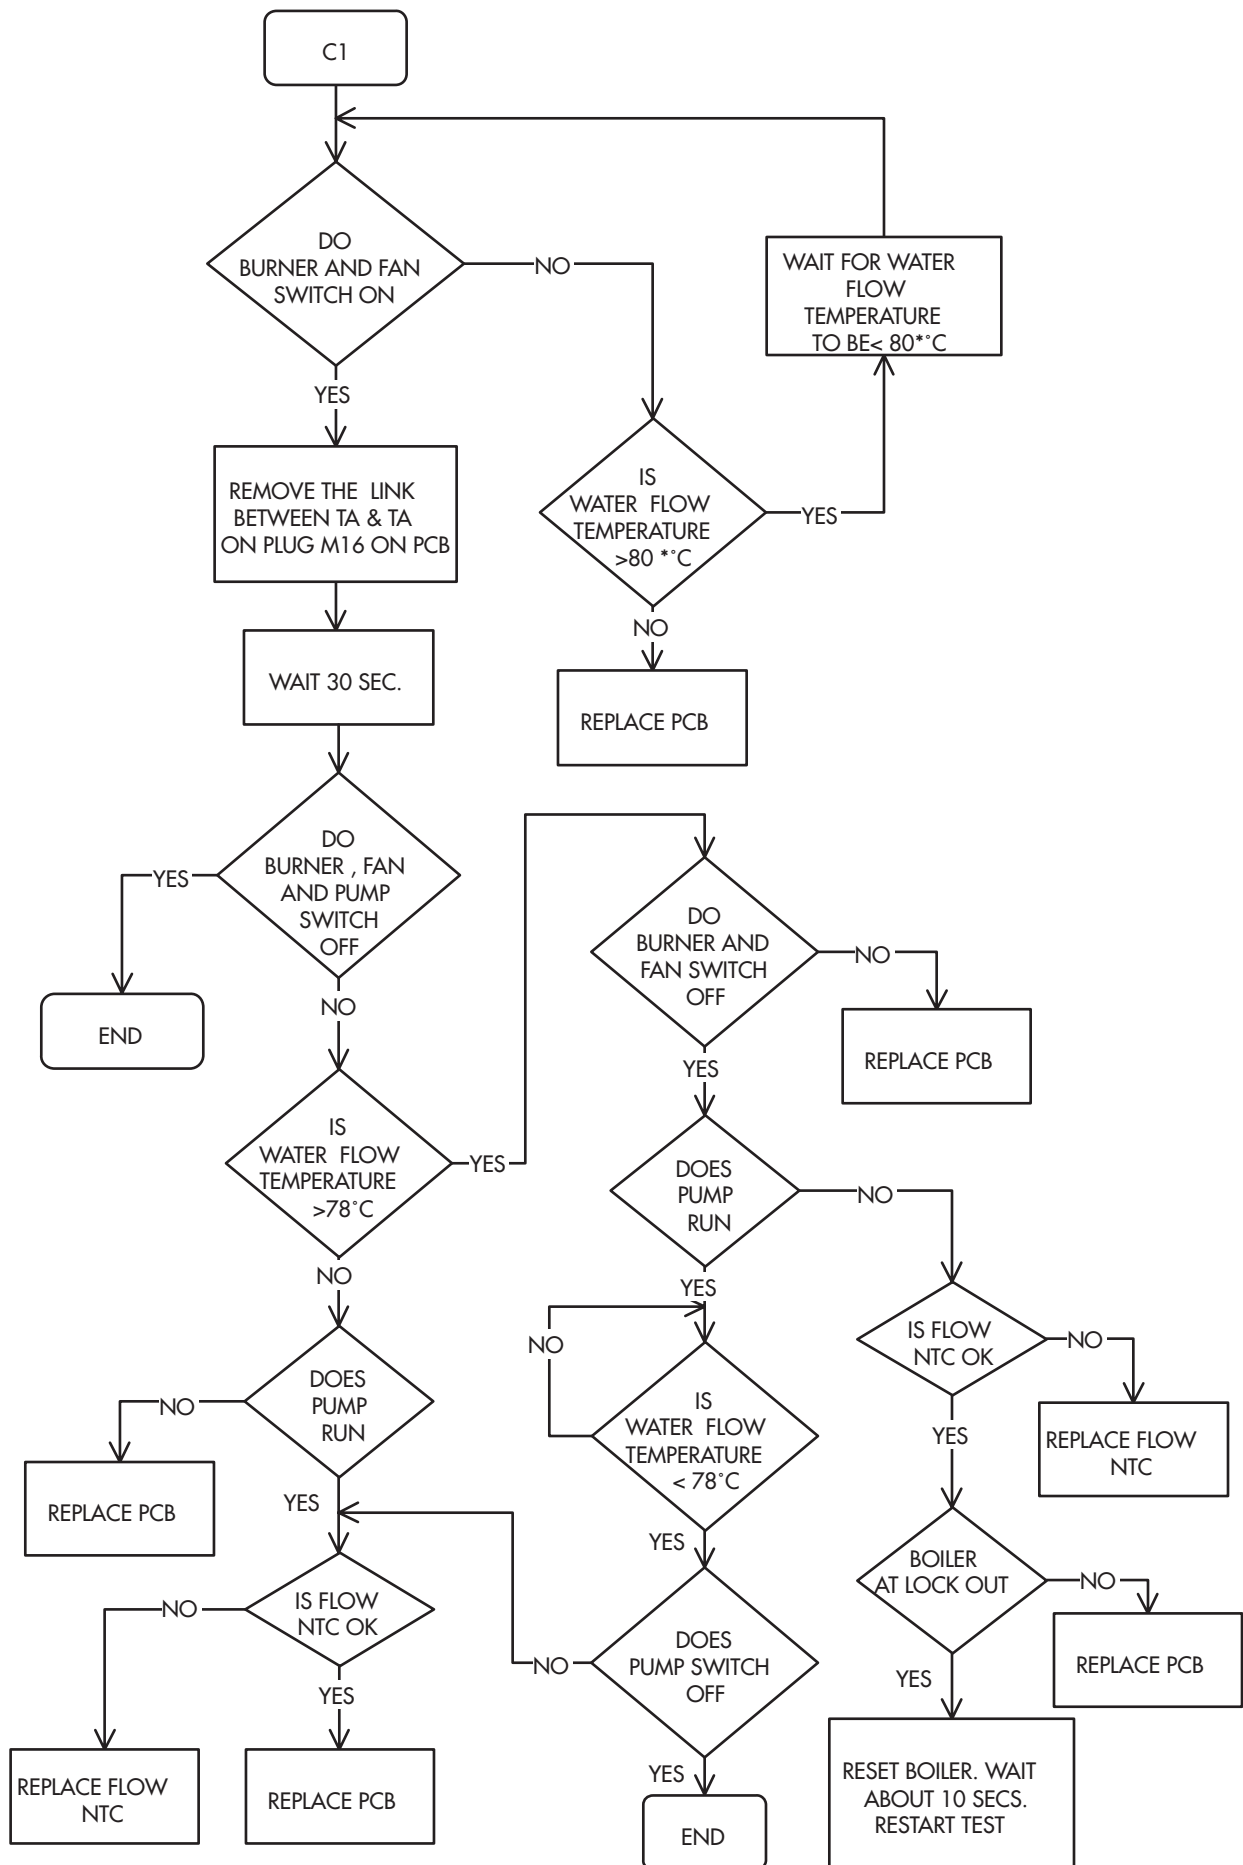 C1
DO
BURNER AND FAN
SWITCH ON
NO
WAIT FOR WATER
FLOW
TEMPERATURE
TO BE< 80*°C
YES
REMOVE THE LINK
BETWEEN TA & TA
ON PLUG M16 ON PCB
IS
WATER FLOW
TEMPERATURE
>80 *°C
YES
NO
REPLACE PCB
WAIT 30 SEC.
DO
BURNER , FAN
AND PUMP
SWITCH
OFF
YES
END
NO
DO
BURNER AND
FAN SWITCH
OFF
NO
REPLACE PCB
YES
IS
WATER FLOW
TEMPERATURE
>78°C
YES
NO
DOES
PUMP
RUN
NO
YES
IS FLOW
NTC OK
NO
REPLACE FLOW
NTC
YES
DOES
PUMP
RUN
NO
REPLACE PCB
YES
NO
IS
WATER FLOW
TEMPERATURE
< 78°C
YES
BOILER
AT LOCK OUT
NO
REPLACE PCB
YES
RESET BOILER. WAIT
ABOUT 10 SECS.
RESTART TEST
IS FLOW
NTC OK
NO
REPLACE FLOW
NTC
YES
REPLACE PCB
DOES
PUMP SWITCH
OFF
NO
YES
END